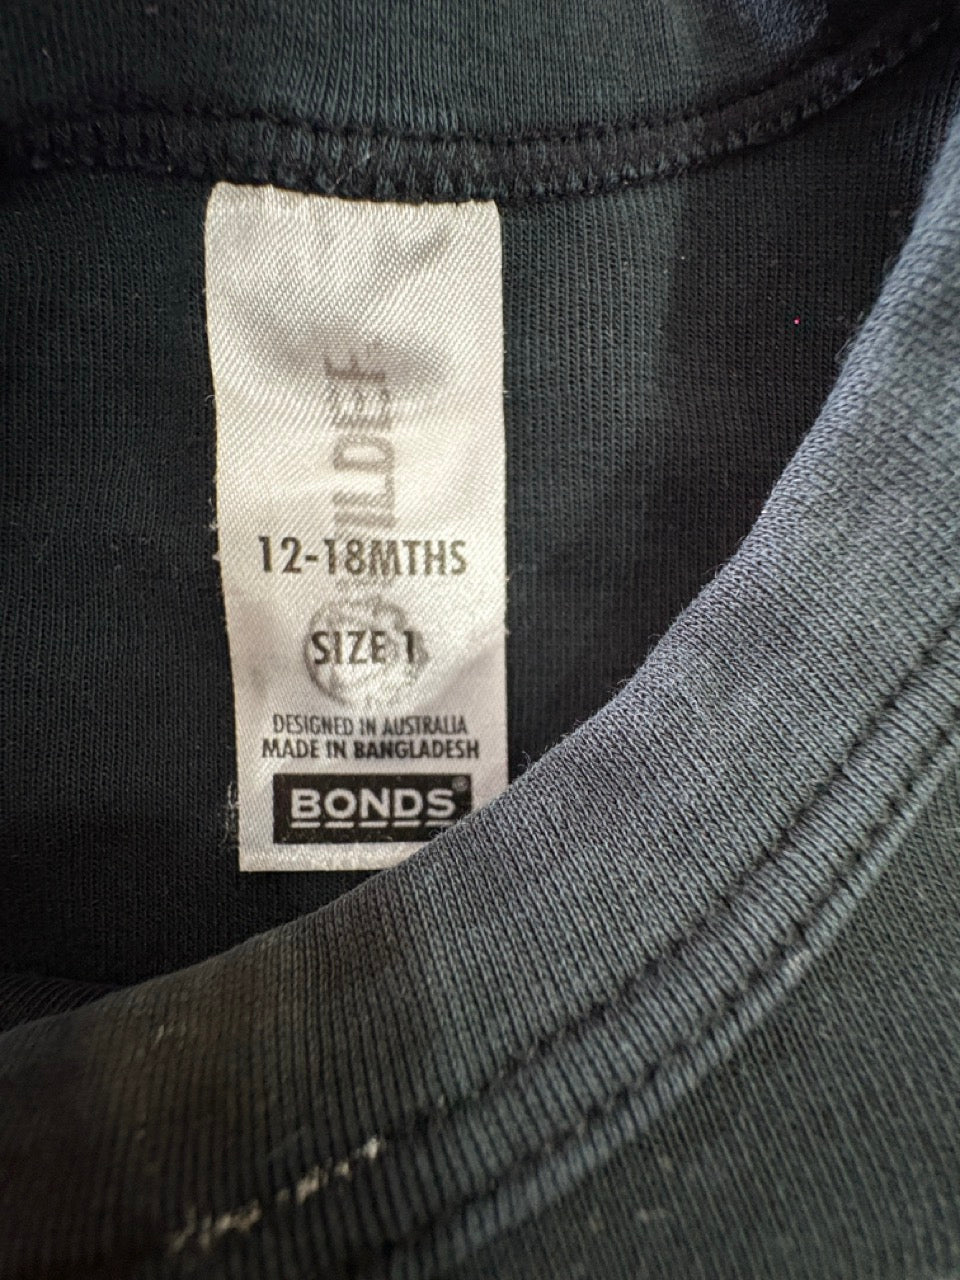 12-18MTHS
SIZE 1
DESIGNED IN AUSTRALIA
MADE IN BANGLADESH
BONDS®